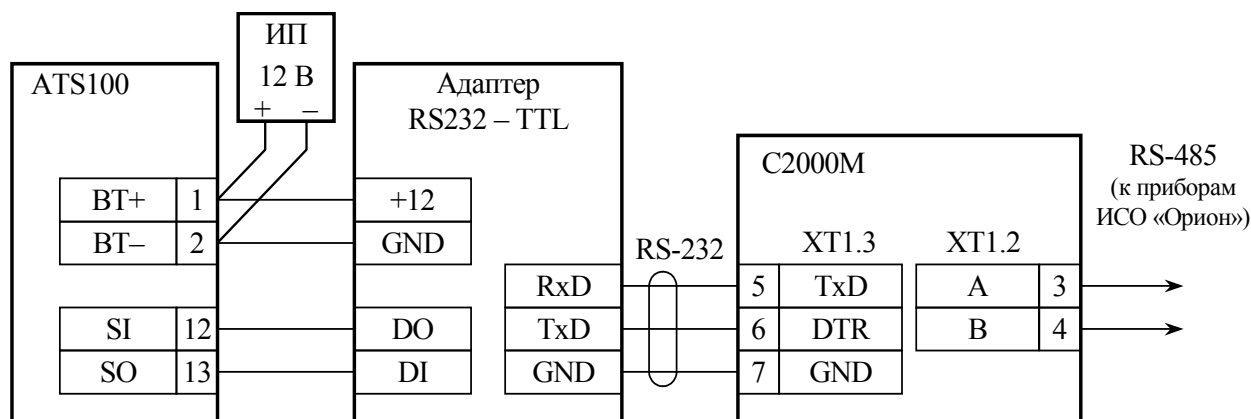 ИП
12 В
+ –
ATS100
BT+ 1
BT– 2
SI 12
SO 13
Адаптер
RS232 – TTL
+12
GND
DO
DI
RxD
TxD
GND
RS-232
С2000М
XT1.3
5 TxD
6 DTR
7 GND
XT1.2
A 3
B 4
RS-485
(к приборам
ИСО «Орион»)